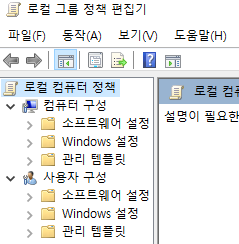 로컬 그룹 정책 편집기
파일(F) 동작(A) 보기(V) 도움말(H)
로컬 컴퓨터 정책
컴퓨터 구성
소프트웨어 설정
Windows 설정
관리 템플릿
사용자 구성
소프트웨어 설정
Windows 설정
관리 템플릿
로컬 컴퓨
설명이 필요한